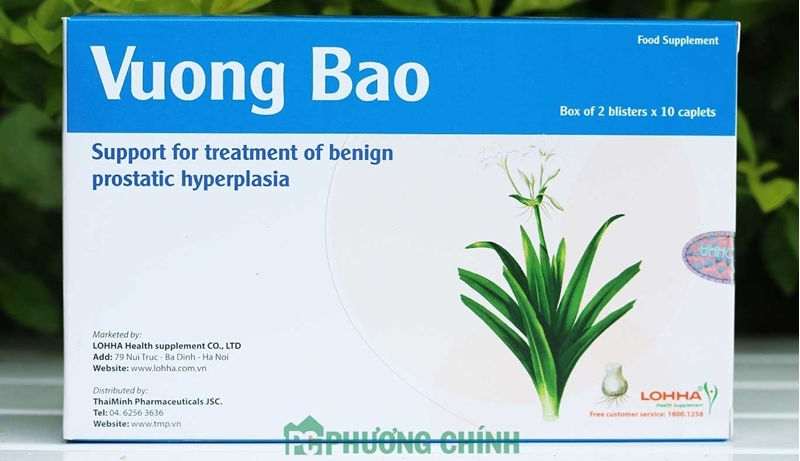 Food Supplement
Vuong Bao
Box of 2 blisters x 10 caplets
Support for treatment of benign
prostatic hyperplasia
Marketed by:
LOHHA Health supplement CO., LTD
Add: 79 Nui Truc - Ba Dinh - Ha Noi
Website: www.lohha.com.vn
Distributed by:
ThaiMinh Pharmaceuticals JSC.
Tel: 04. 6256 3636
Website: www.tmp.vn
LOHHA
Health supplement
Free customer service: 1800.1258
PHƯƠNG CHÍNH